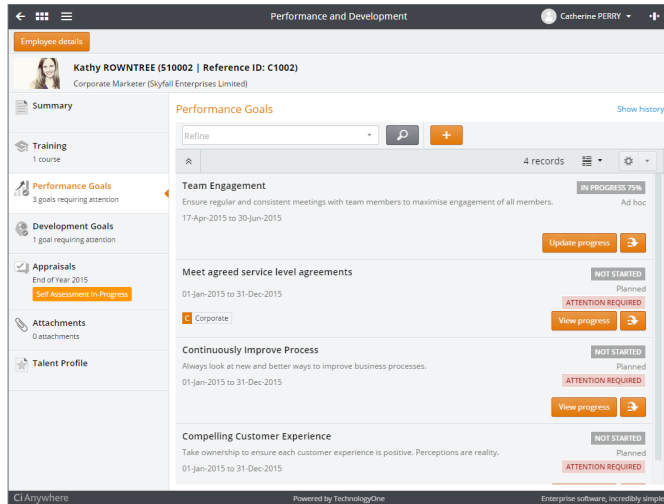 Performance and Development
Catherine PERRY
Employee details
Kathy ROWNTREE (510002 | Reference ID: C1002)
Corporate Marketer (Skyfall Enterprises Limited)
Summary
Training
1 course
Performance Goals
3 goals requiring attention
Development Goals
1 goal requiring attention
Appraisals
End of Year 2015
Self Assessment In-Progress
Attachments
0 attachments
Talent Profile
Performance Goals
Show history
Refine
4 records
Team Engagement
IN PROGRESS 75%
Ensure regular and consistent meetings with team members to maximise engagement of all members.
Ad hoc
17-Apr-2015 to 30-Jun-2015
Update progress
Meet agreed service level agreements
NOT STARTED
Planned
01-Jan-2015 to 31-Dec-2015
ATTENTION REQUIRED
C Corporate
View progress
Continuously Improve Process
NOT STARTED
Always look at new and better ways to improve business processes.
Planned
01-Jan-2015 to 31-Dec-2015
ATTENTION REQUIRED
View progress
Compelling Customer Experience
NOT STARTED
Take ownership to ensure each customer experience is positive. Perceptions are reality.
Planned
01-Jan-2015 to 31-Dec-2015
ATTENTION REQUIRED
Ci Anywhere
Powered by TechnologyOne
Enterprise software, incredibly simple